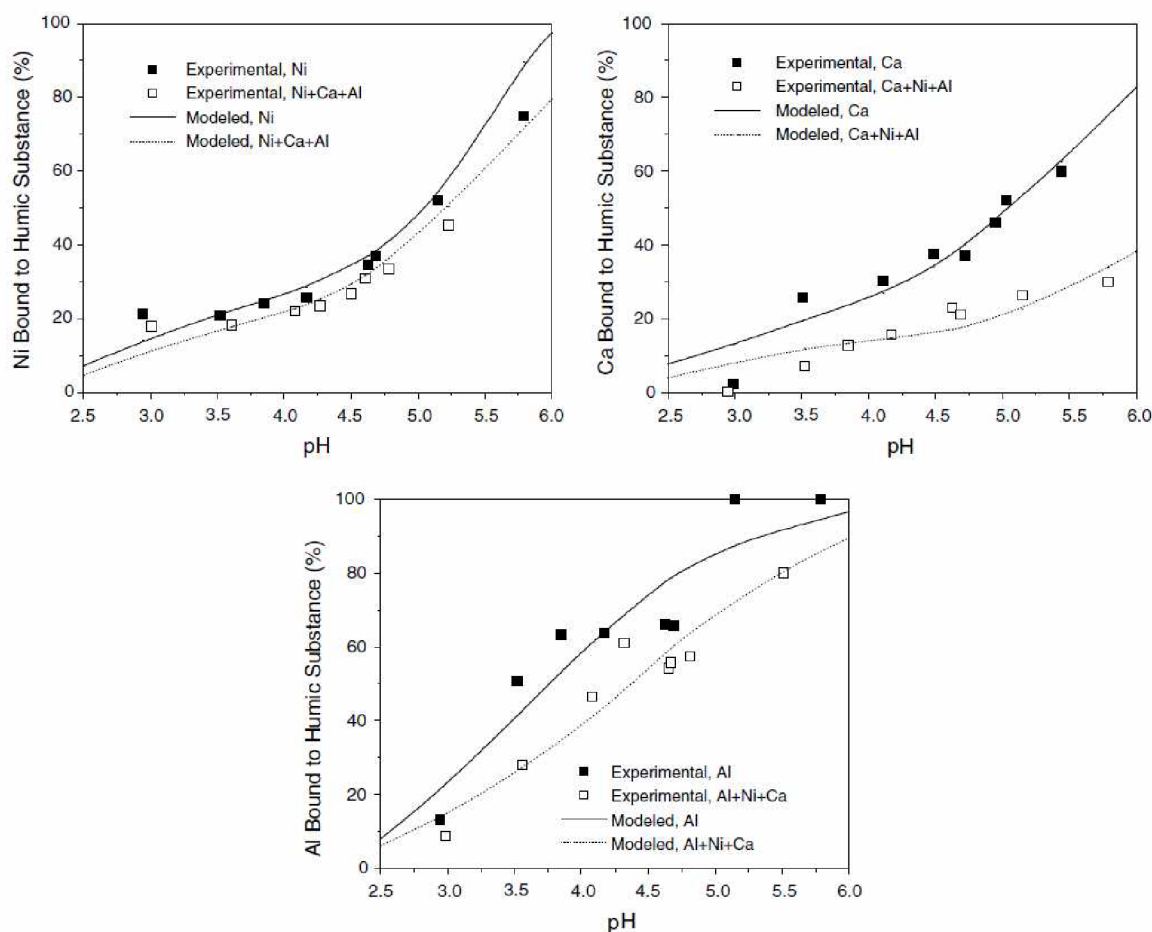 Ni Bound to Humic Substance (%)
100
80
60
40
20
0
Experimental, Ni
Experimental, Ni+Ca+Al
Modeled, Ni
Modeled, Ni+Ca+Al
2.5 3.0 3.5 4.0 4.5 5.0 5.5 6.0
pH
Ca Bound to Humic Substance (%)
100
80
60
40
20
0
Experimental, Ca
Experimental, Ca+Ni+Al
Modeled, Ca
Modeled, Ca+Ni+Al
2.5 3.0 3.5 4.0 4.5 5.0 5.5 6.0
pH
Al Bound to Humic Substance (%)
100
80
60
40
20
0
Experimental, Al
Experimental, Al+Ni+Ca
Modeled, Al
Modeled, Al+Ni+Ca
2.5 3.0 3.5 4.0 4.5 5.0 5.5 6.0
pH